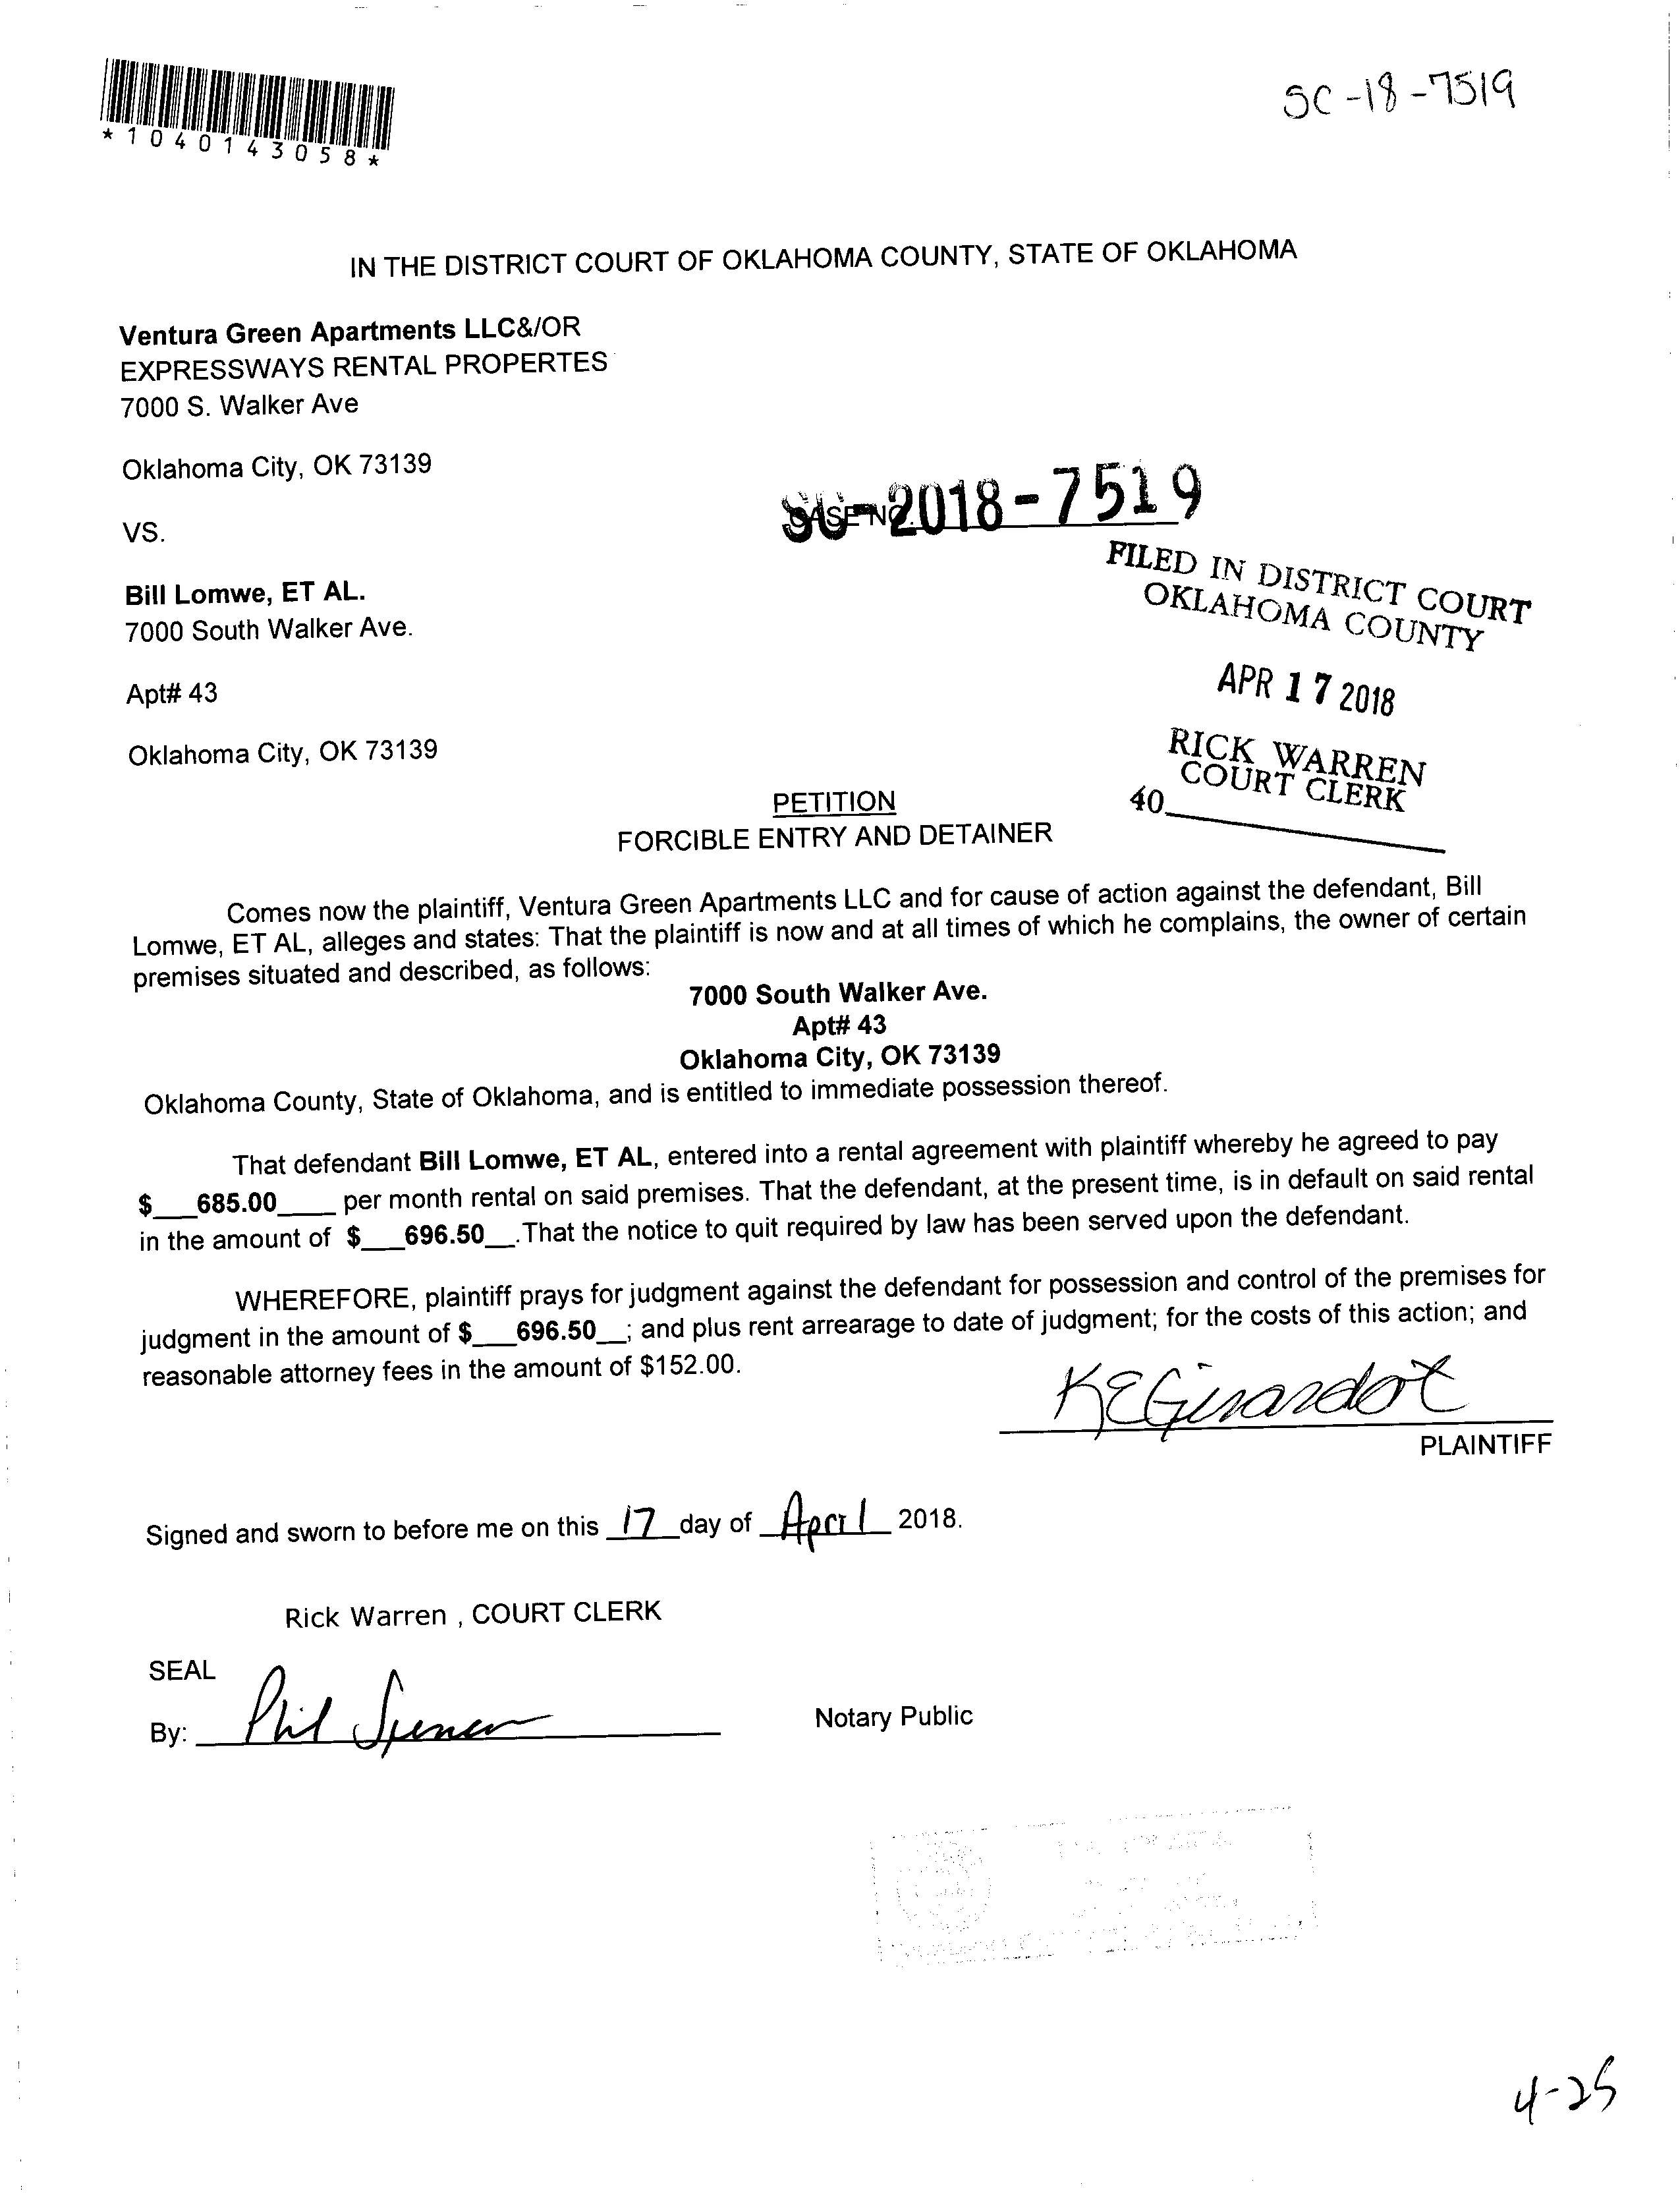 *1040143058*
SC-18-7519
IN THE DISTRICT COURT OF OKLAHOMA COUNTY, STATE OF OKLAHOMA
Ventura Green Apartments LLC&/OR
EXPRESSWAYS RENTAL PROPERTES
7000 S. Walker Ave
Oklahoma City, OK 73139
CASE NO. SC-2018-7519
VS.
FILED IN DISTRICT COURT
OKLAHOMA COUNTY
Bill Lomwe, ET AL.
7000 South Walker Ave.
Apt# 43
APR 17 2018
Oklahoma City, OK 73139
RICK WARREN
COURT CLERK
40
PETITION
FORCIBLE ENTRY AND DETAINER
Comes now the plaintiff, Ventura Green Apartments LLC and for cause of action against the defendant, Bill
Lomwe, ET AL, alleges and states: That the plaintiff is now and at all times of which he complains, the owner of certain
premises situated and described, as follows:
7000 South Walker Ave.
Apt# 43
Oklahoma City, OK 73139
Oklahoma County, State of Oklahoma, and is entitled to immediate possession thereof.
That defendant Bill Lomwe, ET AL, entered into a rental agreement with plaintiff whereby he agreed to pay
$___685.00____ per month rental on said premises. That the defendant, at the present time, is in default on said rental
in the amount of $___696.50__.That the notice to quit required by law has been served upon the defendant.
WHEREFORE, plaintiff prays for judgment against the defendant for possession and control of the premises for
judgment in the amount of $___696.50__; and plus rent arrearage to date of judgment; for the costs of this action; and
reasonable attorney fees in the amount of $152.00.
KEGirardot
PLAINTIFF
Signed and sworn to before me on this 17 day of April 2018.
Rick Warren , COURT CLERK
SEAL
By: Phil Spencer
Notary Public
4-25